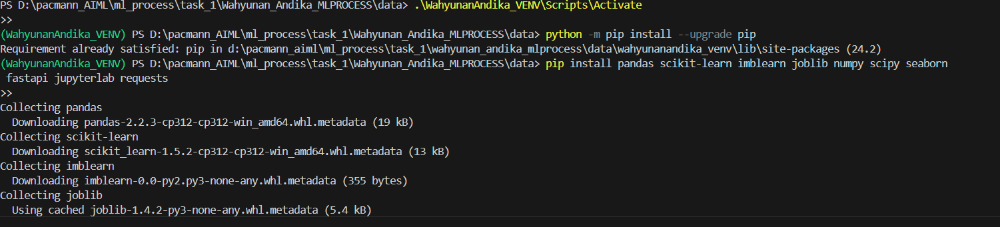 PS D:\pacmann_AIML\ml_process\task_1\Wahyunan_Andika_MLPROCESS\data> .\WahyunanAndika_VENV\Scripts\Activate
>>
(WahyunanAndika_VENV) PS D:\pacmann_AIML\ml_process\task_1\Wahyunan_Andika_MLPROCESS\data> python -m pip install --upgrade pip
Requirement already satisfied: pip in d:\pacmann_aiml\ml_process\task_1\wahyunan_andika_mlprocess\data\wahyunanandika_venv\lib\site-packages (24.2)
(WahyunanAndika_VENV) PS D:\pacmann_AIML\ml_process\task_1\Wahyunan_Andika_MLPROCESS\data> pip install pandas scikit-learn imblearn joblib numpy scipy seaborn
fastapi jupyterlab requests
>>
Collecting pandas
Downloading pandas-2.2.3-cp312-cp312-win_amd64.whl.metadata (19 kB)
Collecting scikit-learn
Downloading scikit_learn-1.5.2-cp312-cp312-win_amd64.whl.metadata (13 kB)
Collecting imblearn
Downloading imblearn-0.0-py2.py3-none-any.whl.metadata (355 bytes)
Collecting joblib
Using cached joblib-1.4.2-py3-none-any.whl.metadata (5.4 kB)